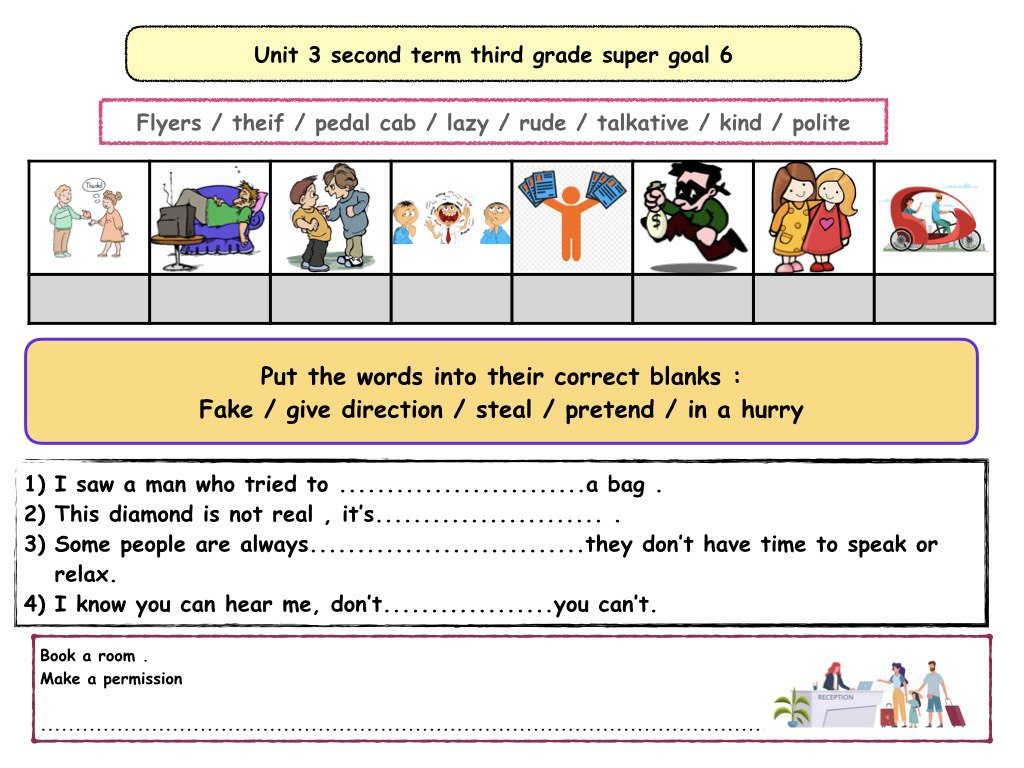 Unit 3 second term third grade super goal 6
Flyers / theif / pedal cab / lazy / rude / talkative / kind / polite
Thanks!
Put the words into their correct blanks :
Fake / give direction / steal / pretend / in a hurry
1) I saw a man who tried to ..........................a bag .
2) This diamond is not real , it's........................ .
3) Some people are always.............................they don't have time to speak or
relax.
4) I know you can hear me, don't..................you can't.
Book a room .
Make a permission
RECEPTION